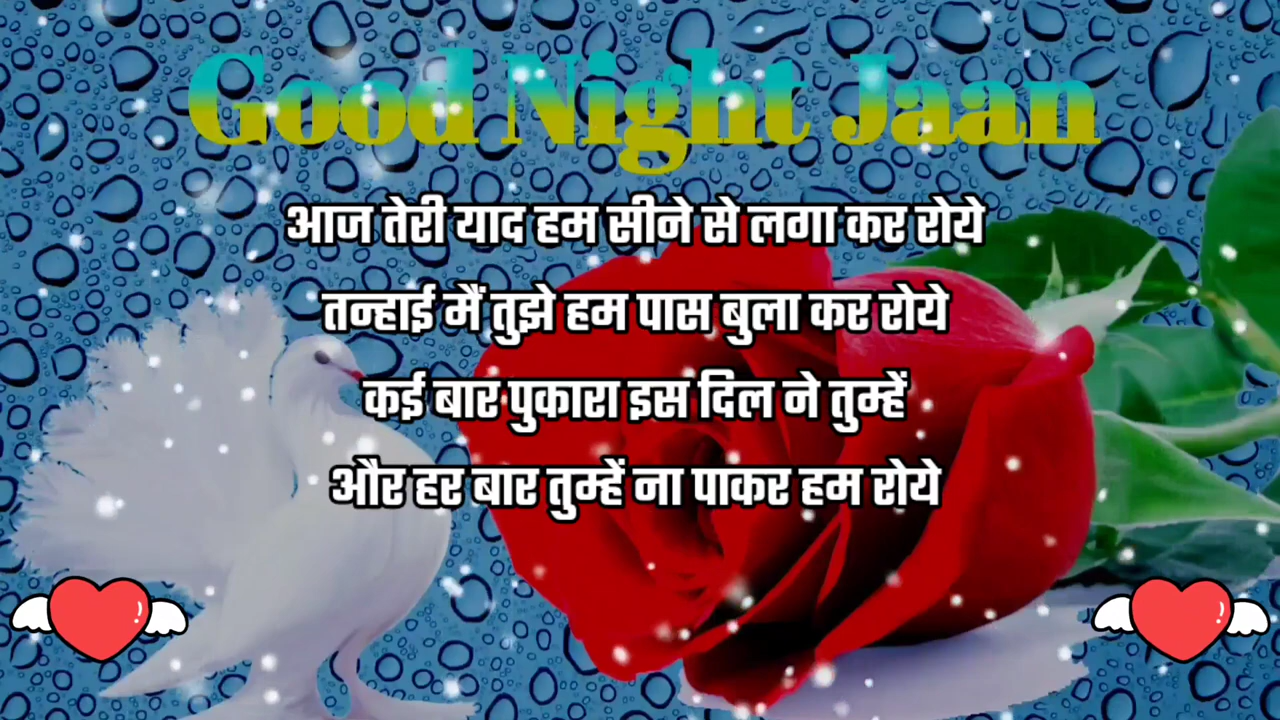 Good Night Jaan
आज तेरी याद हम सीने से लगा कर रोये
तन्हाई मैं तुझे हम पास बुला कर रोये
कई बार पुकारा इस दिल ने तुम्हें
और हर बार तुम्हें ना पाकर हम रोये